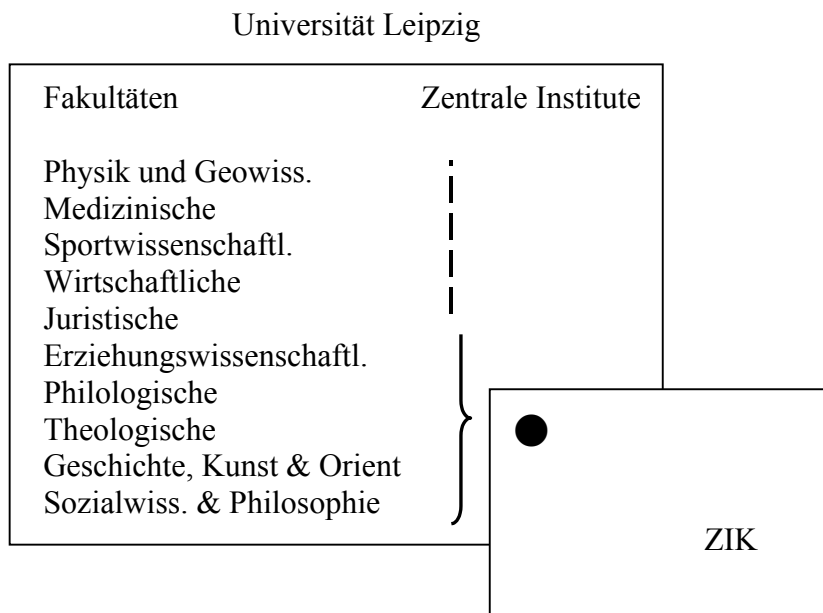 Universität Leipzig
Fakultäten Zentrale Institute
Physik und Geowiss.
Medizinische
Sportwissenschaftl.
Wirtschaftliche
Juristische
Erziehungswissenschaftl.
Philologische
Theologische
Geschichte, Kunst & Orient
Sozialwiss. & Philosophie
ZIK